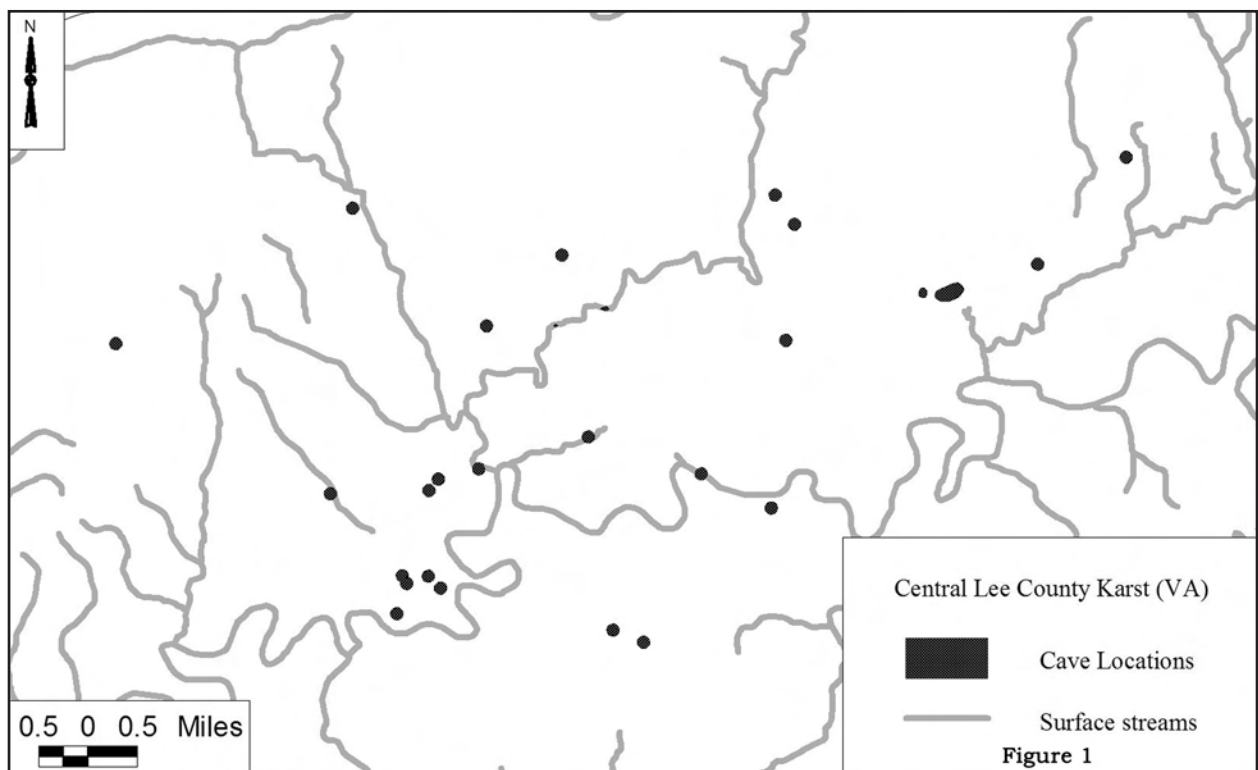 N
Central Lee County Karst (VA)
Cave Locations
Surface streams
Figure 1
0.5 0 0.5 Miles